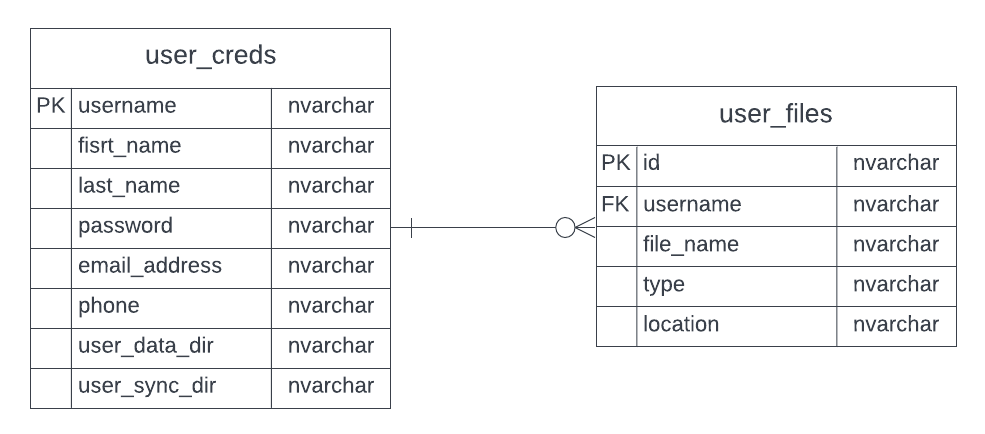 user_creds
PK username nvarchar
fisrt_name nvarchar
last_name nvarchar
password nvarchar
email_address nvarchar
phone nvarchar
user_data_dir nvarchar
user_sync_dir nvarchar
user_files
PK id nvarchar
FK username nvarchar
file_name nvarchar
type nvarchar
location nvarchar